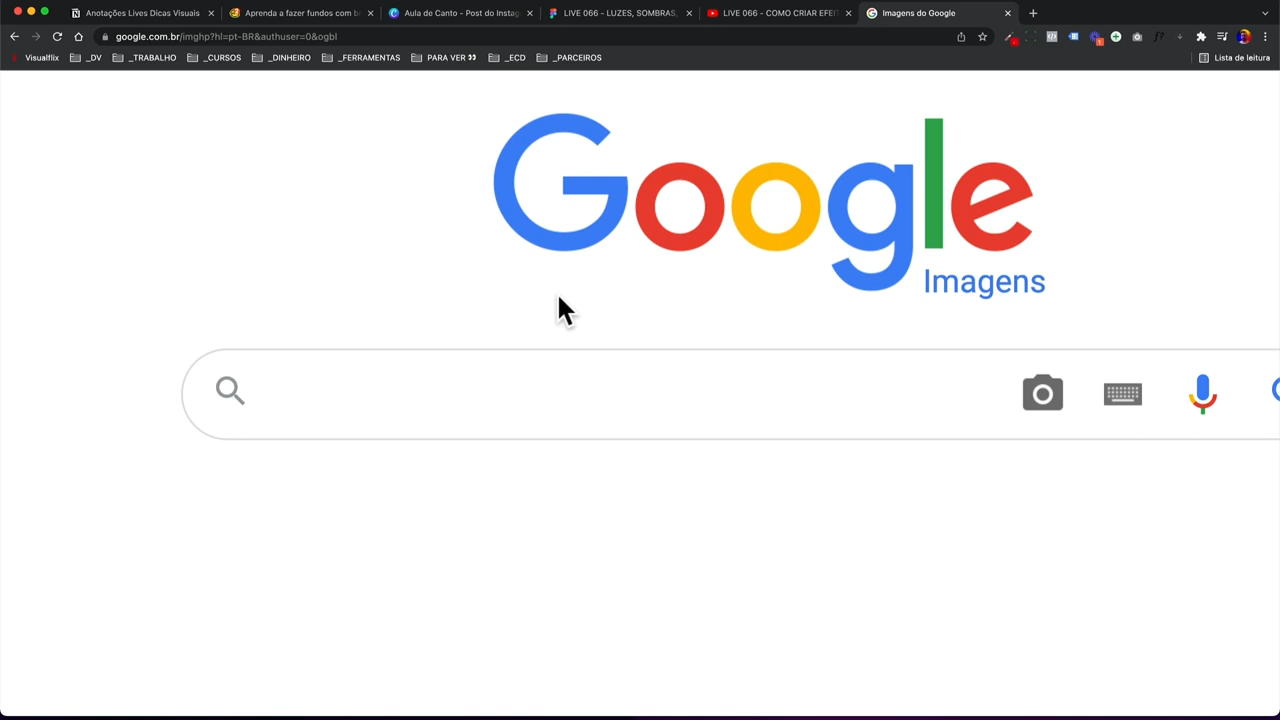 Anotações Lives Dicas Visuais
Aprenda a fazer fundos com b
Aula de Canto - Post do Instag
LIVE 066 - LUZES, SOMBRAS,
LIVE 066 - COMO CRIAR EFEI
Imagens do Google
google.com.br/imghp?hl=pt-BR&authuser=0&ogbl
Visualflix
_DV
_TRABALHO
_CURSOS
_DINHEIRO
_FERRAMENTAS
PARA VER
_ECD
_PARCEIROS
Lista de leitura
Google
Imagens